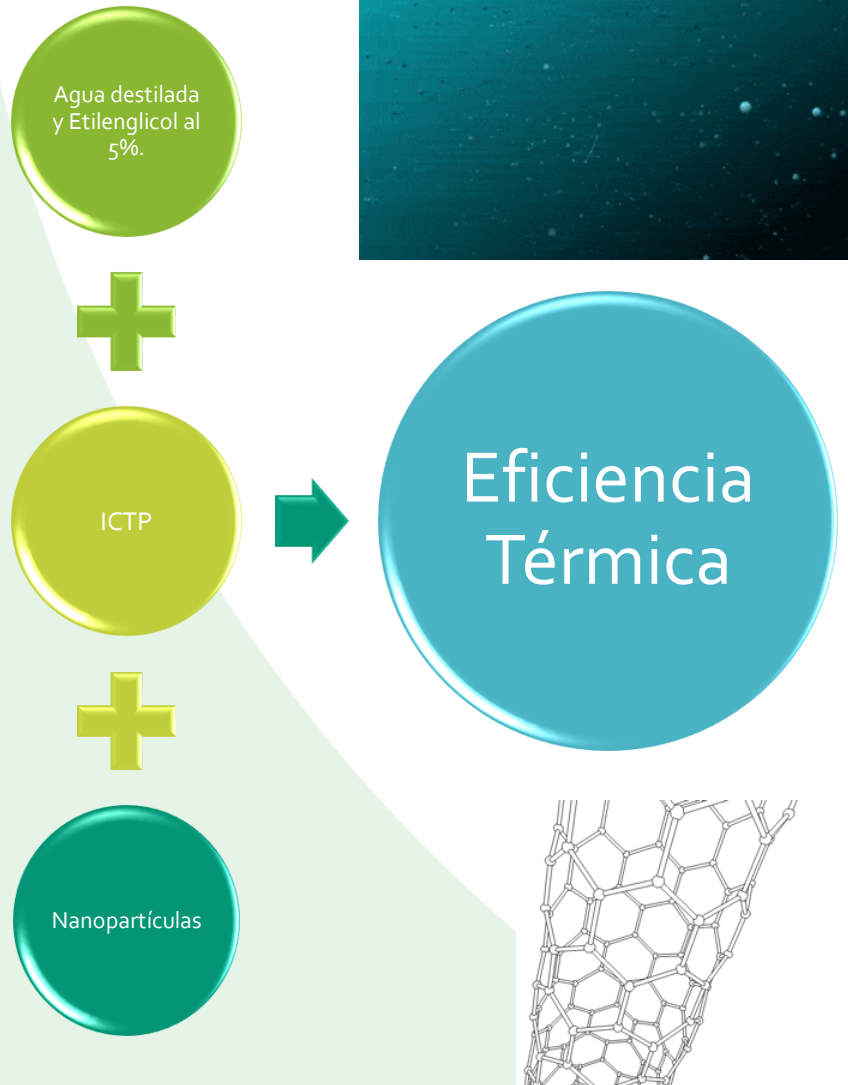 Agua destilada
y Etilenglicol al
5%.
ICTP
Nanopartículas
Eficiencia
Térmica